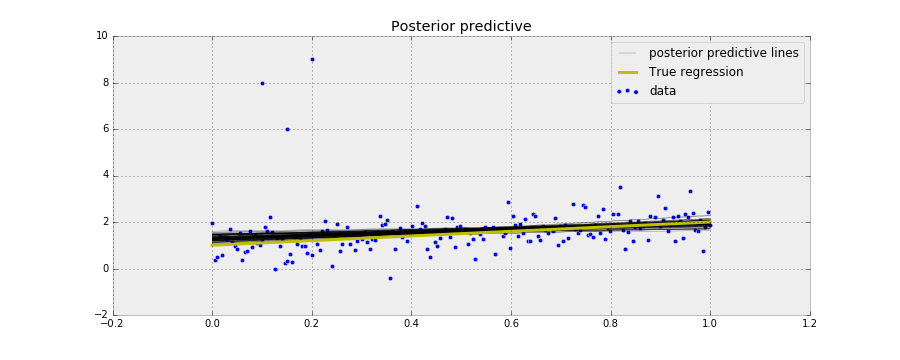 Posterior predictive
10
8
6
4
2
0
−2
−0.2 0.0 0.2 0.4 0.6 0.8 1.0 1.2
posterior predictive lines
True regression
data